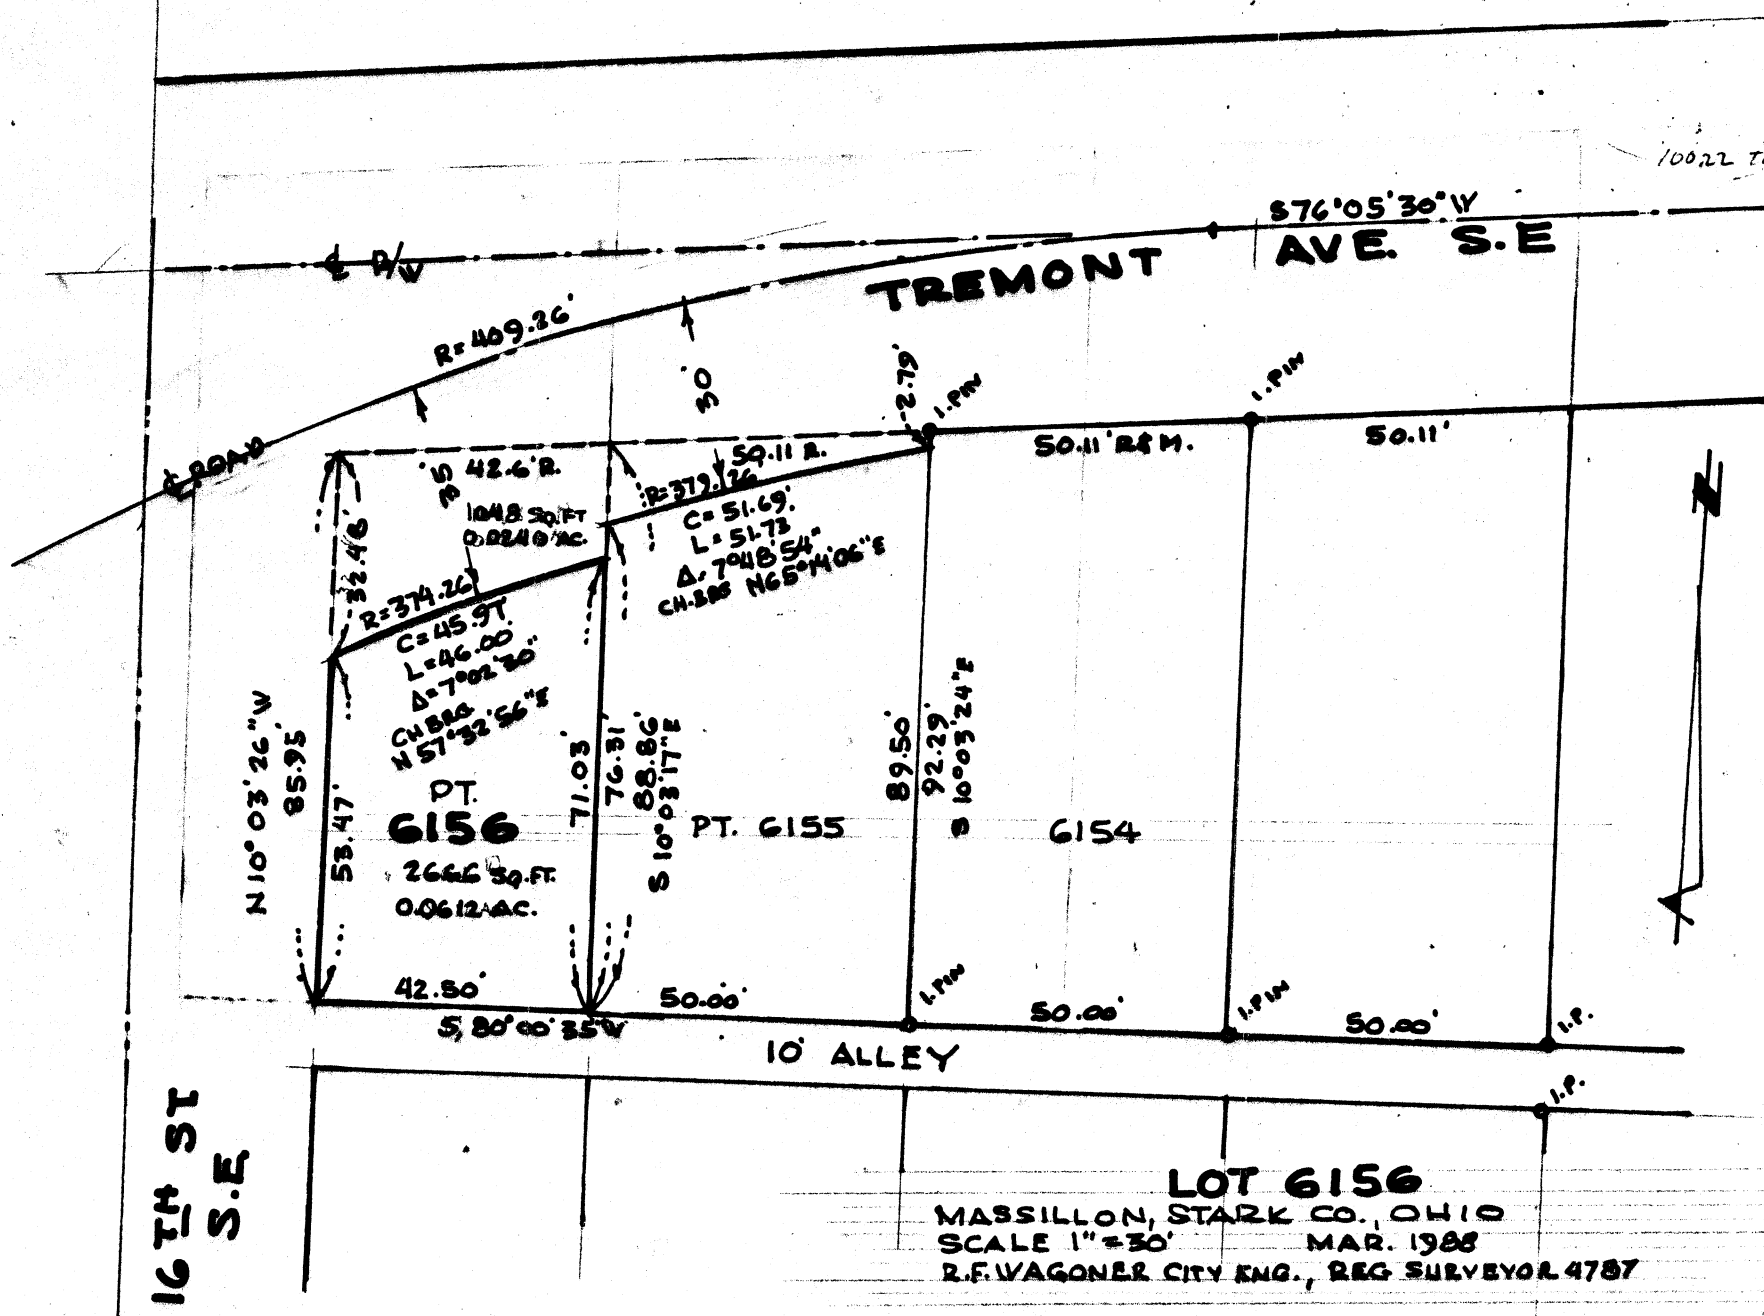 10022
S76°05'30"W
TREMONT AVE. S.E
℄ R/W
R=409.26'
℄ ROAD
30'
2.79'
I.PIN
I.PIN
50.11' R&M.
50.11'
35'
42.6' R.
50.11 R.
1048 SQ.FT
0.0240 AC.
32.48'
R=379.26
C=51.69'
L=51.73
Δ=7°48'54"
CH.BRG N65°14'06"E
R=374.26'
C=45.97
L=46.00
Δ=7°02'30"
CH BRG
N57°32'56"E
N10°03'26"W
85.95'
53.47'
PT.
6156
2666 SQ.FT.
0.0612 AC.
71.03'
76.31'
88.86'
S10°03'17"E
PT. 6155
89.50'
92.29'
S10°03'24"E
6154
N
42.50'
50.00'
I.PIN
50.00'
I.PIN
50.00'
I.P.
S, 80°00'35"W
10' ALLEY
I.P.
16TH ST
S.E.
LOT 6156
MASSILLON, STARK CO., OHIO
SCALE 1"=30' MAR. 1988
R.F. WAGONER CITY ENG., REG SURVEYOR 4787